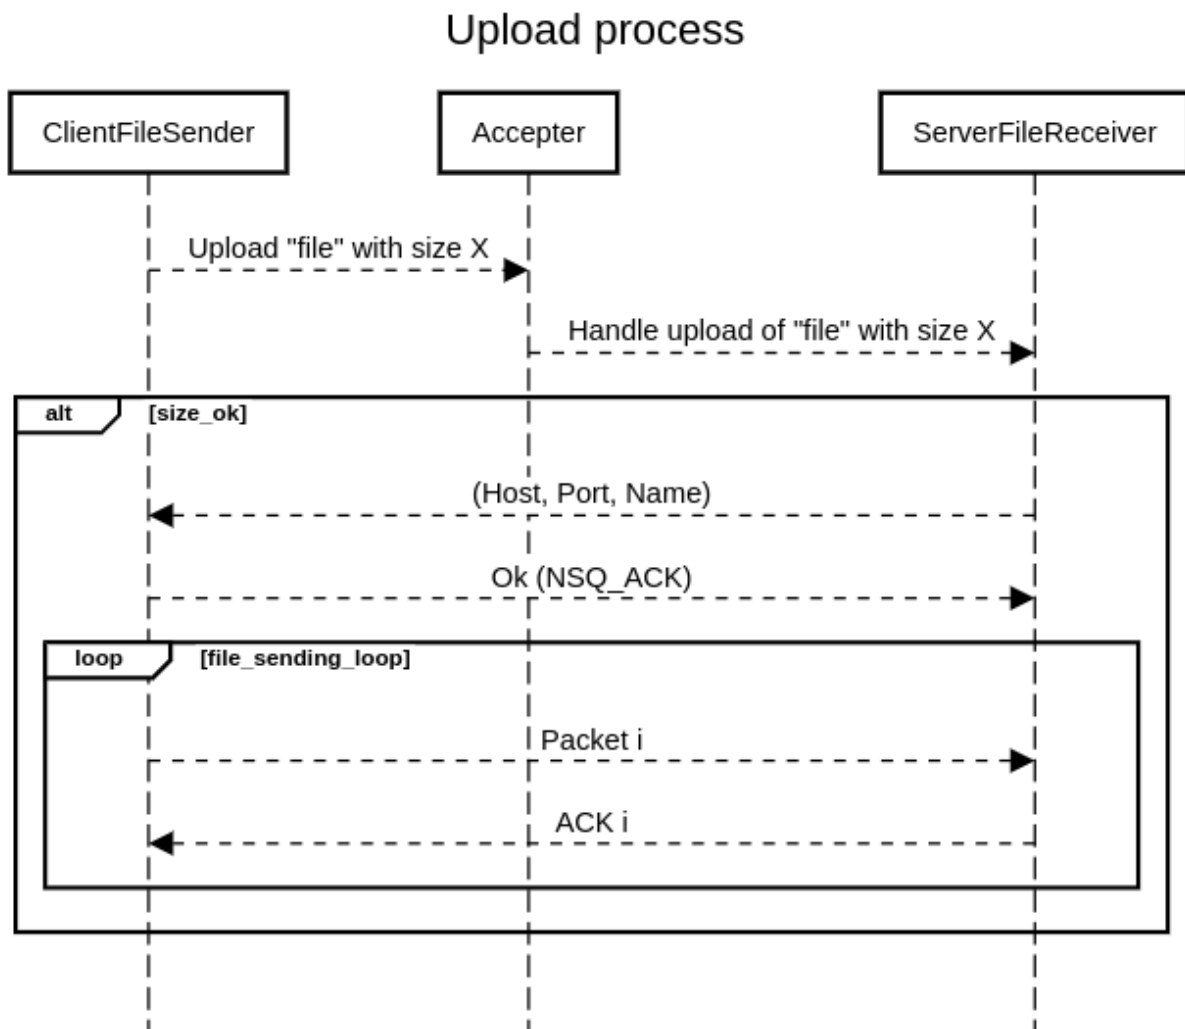 Upload process
ClientFileSender
Accepter
ServerFileReceiver
Upload "file" with size X
Handle upload of "file" with size X
alt
[size_ok]
(Host, Port, Name)
Ok (NSQ_ACK)
loop
[file_sending_loop]
Packet i
ACK i